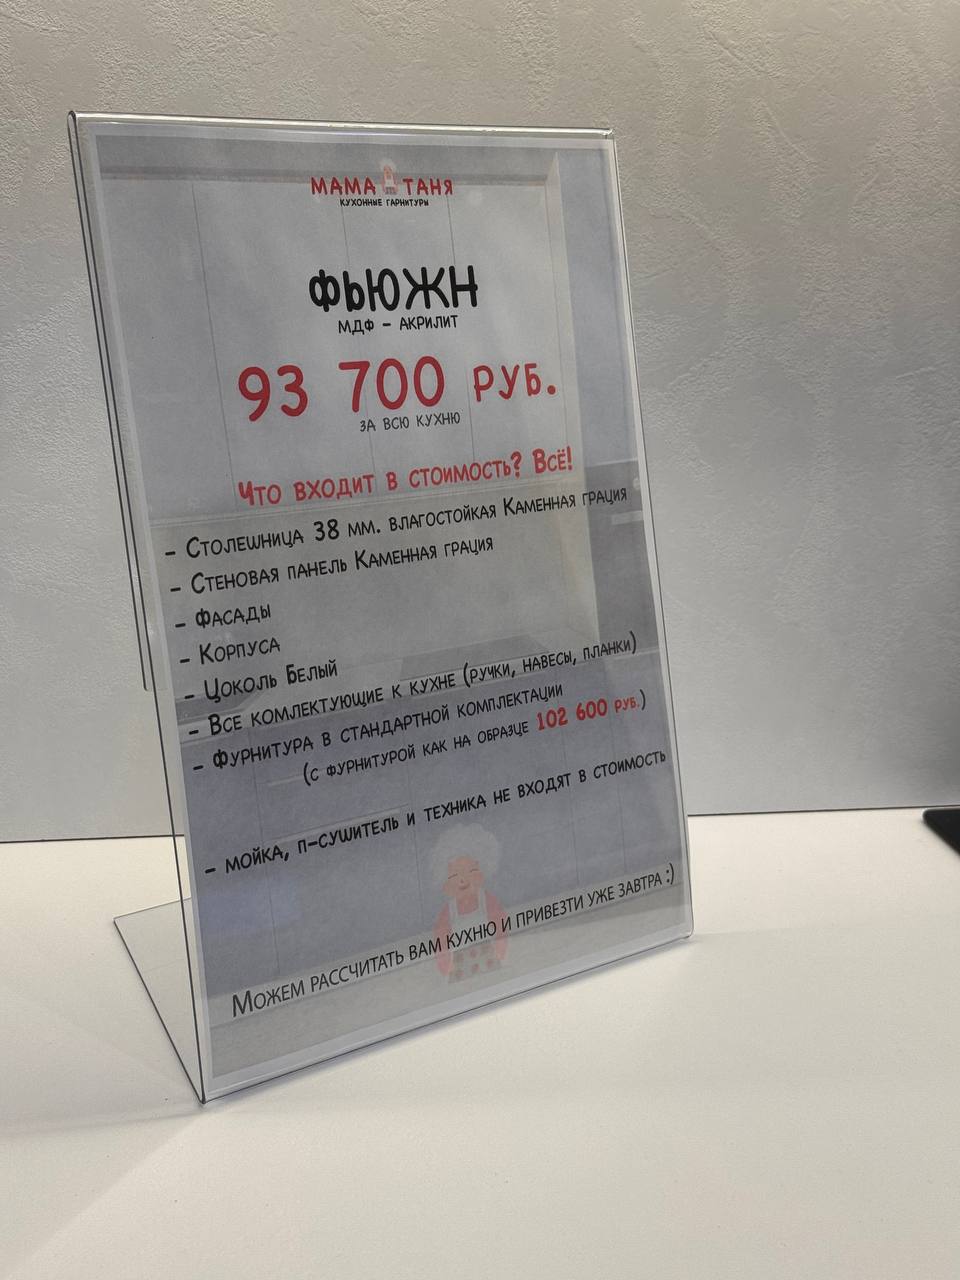 МАМА ТАНЯ
КУХОННЫЕ ГАРНИТУРЫ
ФЬЮЖН
МДФ - АКРИЛИТ
93 700 РУБ.
ЗА ВСЮ КУХНЮ
Что входит в стоимость? Всё!
- Столешница 38 мм. влагостойкая Каменная грация
- Стеновая панель Каменная грация
- Фасады
- Корпуса
- Цоколь Белый
- Все комлектующие к кухне (ручки, навесы, планки)
- Фурнитура в стандартной комплектации
(с фурнитурой как на образце 102 600 руб.)
- мойка, п-сушитель и техника не входят в стоимость
Можем рассчитать вам кухню и привезти уже завтра :)